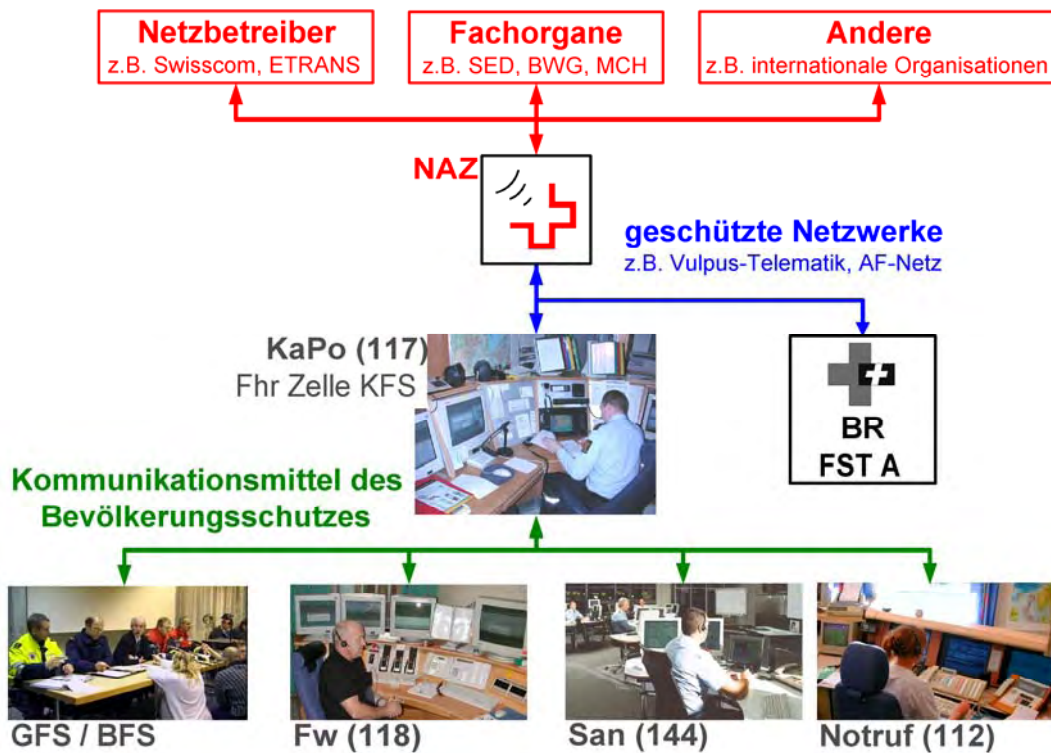 Netzbetreiber
z.B. Swisscom, ETRANS
Fachorgane
z.B. SED, BWG, MCH
Andere
z.B. internationale Organisationen
NAZ
geschützte Netzwerke
z.B. Vulpus-Telematik, AF-Netz
KaPo (117)
Fhr Zelle KFS
BR
FST A
Kommunikationsmittel des
Bevölkerungsschutzes
GFS / BFS
Fw (118)
San (144)
Notruf (112)